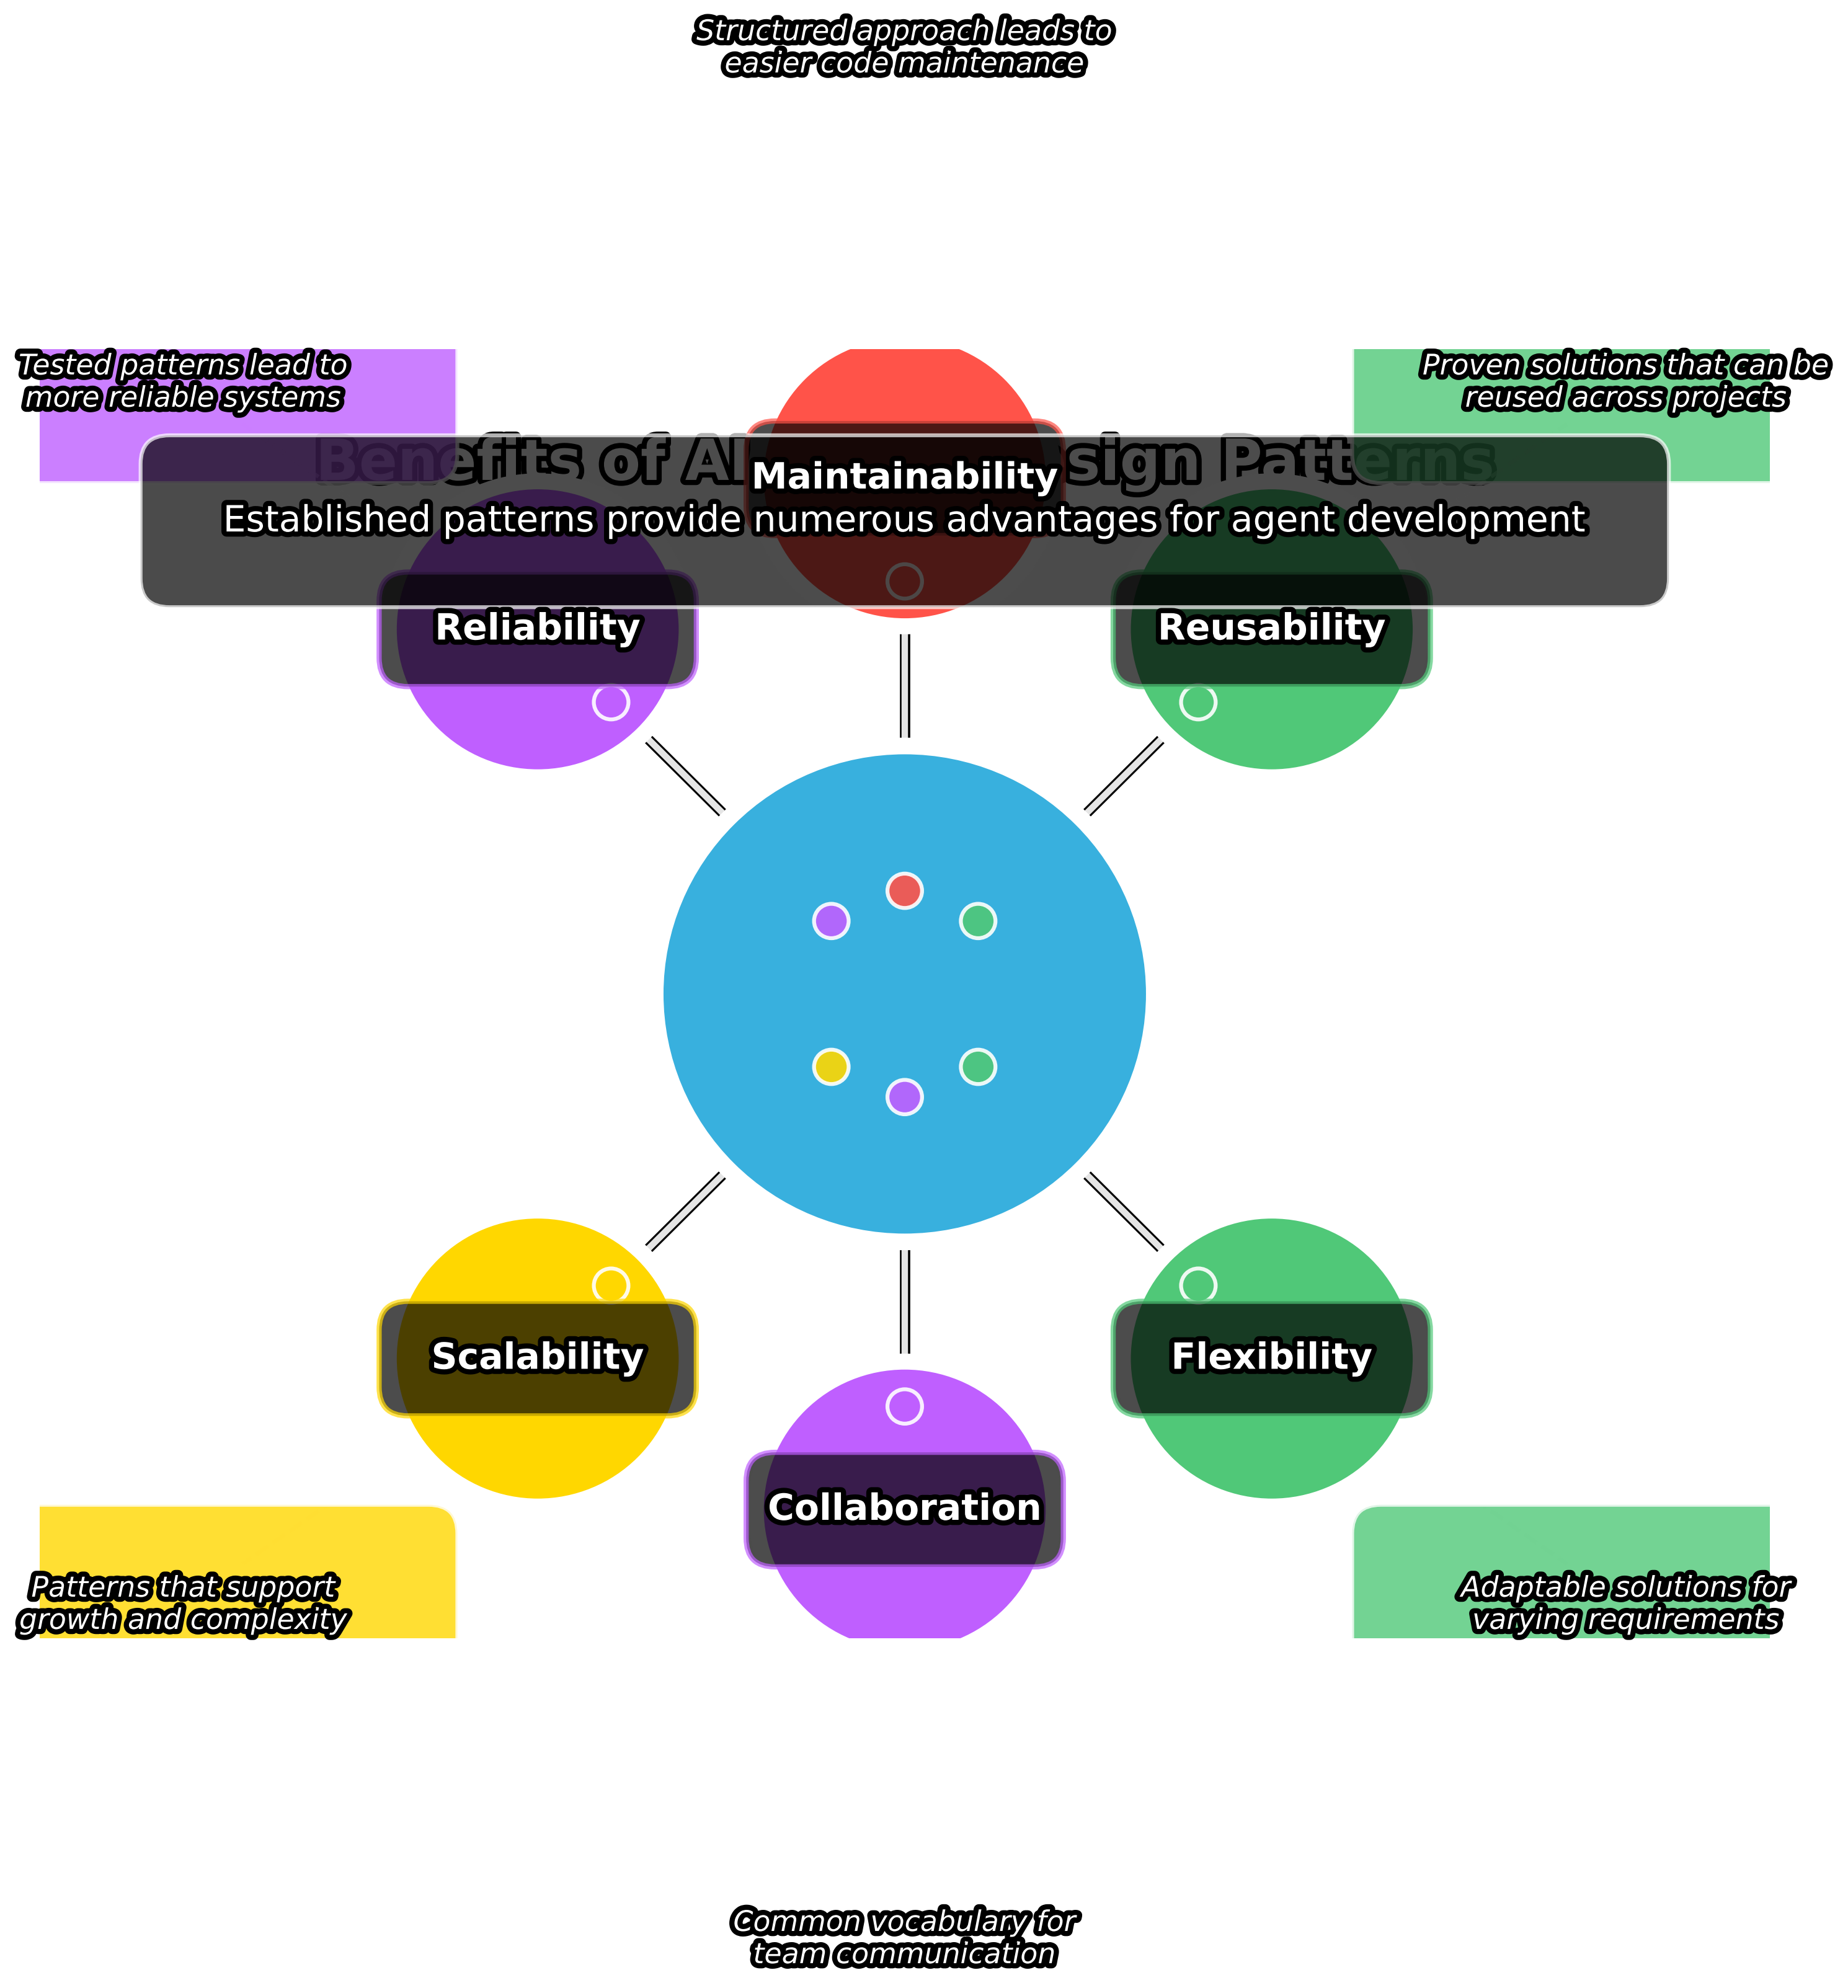 Structured approach leads to
easier code maintenance
Tested patterns lead to
more reliable systems
Proven solutions that can be
reused across projects
Benefits of sign Patterns
Maintainability
Established patterns provide numerous advantages for agent development
Reliability
Reusability
Scalability
Flexibility
Collaboration
Patterns that support
growth and complexity
Adaptable solutions for
varying requirements
Common vocabulary for
team communication